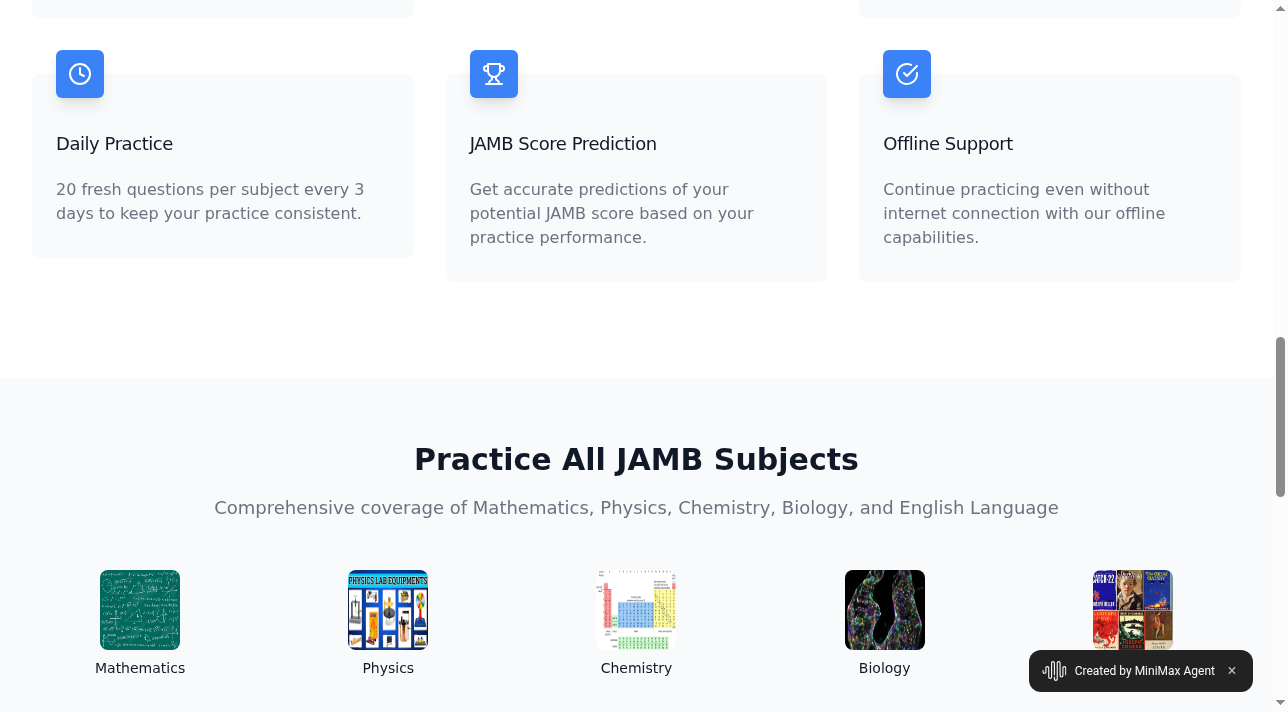 Daily Practice
20 fresh questions per subject every 3
days to keep your practice consistent.
JAMB Score Prediction
Get accurate predictions of your
potential JAMB score based on your
practice performance.
Offline Support
Continue practicing even without
internet connection with our offline
capabilities.
Practice All JAMB Subjects
Comprehensive coverage of Mathematics, Physics, Chemistry, Biology, and English Language
PHYSICS LAB EQUIPMENTS
CATCH-22
Mathematics
Physics
Chemistry
Biology
Created by MiniMax Agent